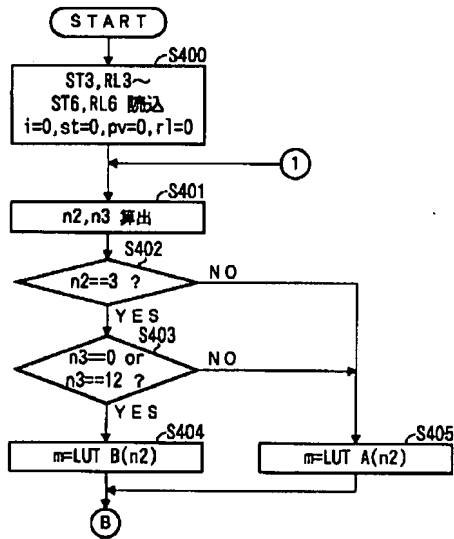 START
S400
ST3,RL3〜
ST6,RL6 読込
i=0,st=0,pv=0,rl=0
1
S401
n2,n3 算出
S402
n2==3 ?
NO
YES
S403
n3==0 or
n3==12 ?
NO
YES
S404
m=LUT B(n2)
S405
m=LUT A(n2)
B